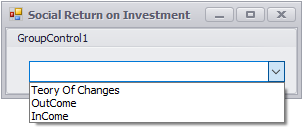 Social Return on Investment
GroupControl1
Teory Of Changes
OutCome
InCome